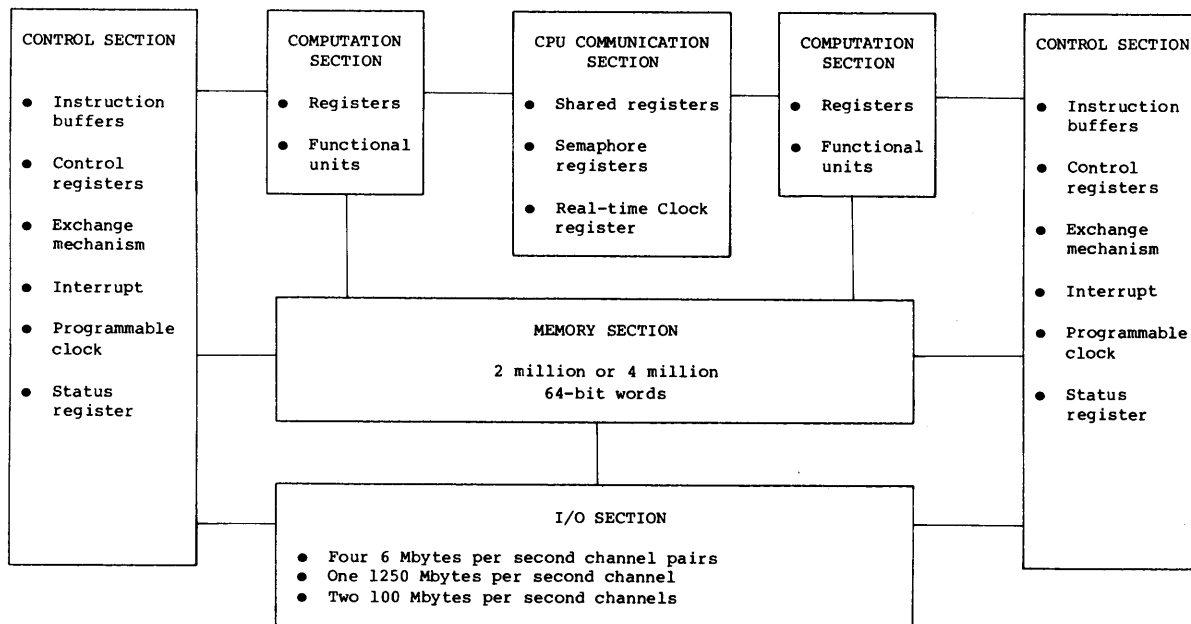 CONTROL SECTION
● Instruction
buffers
● Control
registers
● Exchange
mechanism
● Interrupt
● Programmable
clock
● Status
register
COMPUTATION
SECTION
● Registers
● Functional
units
CPU COMMUNICATION
SECTION
● Shared registers
● Semaphore
registers
● Real-time Clock
register
COMPUTATION
SECTION
● Registers
● Functional
units
CONTROL SECTION
● Instruction
buffers
● Control
registers
● Exchange
mechanism
● Interrupt
● Programmable
clock
● Status
register
MEMORY SECTION
2 million or 4 million
64-bit words
I/O SECTION
● Four 6 Mbytes per second channel pairs
● One 1250 Mbytes per second channel
● Two 100 Mbytes per second channels